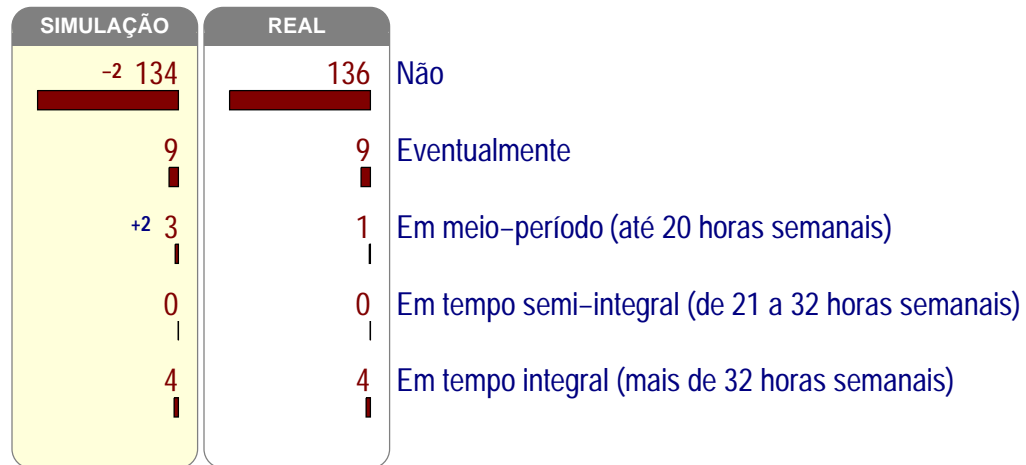 SIMULAÇÃO REAL
−2 134 136 Não
9 9 Eventualmente
+2 3 1 Em meio−período (até 20 horas semanais)
0 0 Em tempo semi−integral (de 21 a 32 horas semanais)
4 4 Em tempo integral (mais de 32 horas semanais)